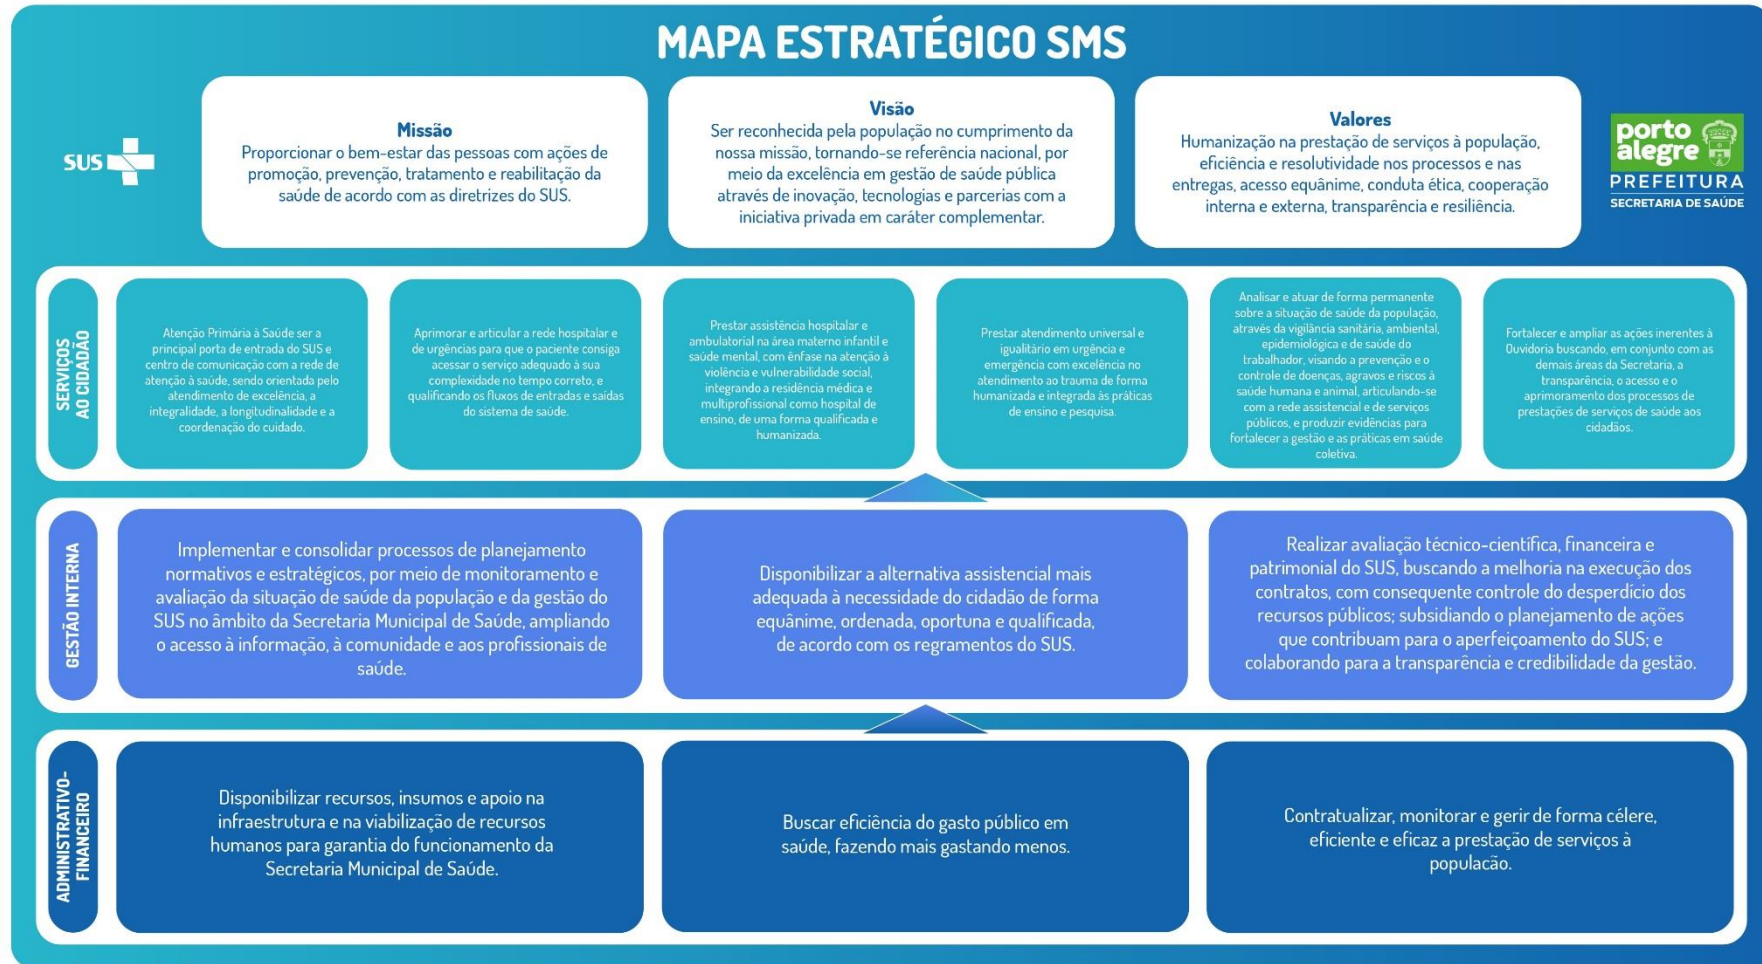 MAPA ESTRATÉGICO SMS
SUS
Missão
Proporcionar o bem-estar das pessoas com ações de
promoção, prevenção, tratamento e reabilitação da
saúde de acordo com as diretrizes do SUS.
Visão
Ser reconhecida pela população no cumprimento da
nossa missão, tornando-se referência nacional, por
meio da excelência em gestão de saúde pública
através de inovação, tecnologias e parcerias com a
iniciativa privada em caráter complementar.
Valores
Humanização na prestação de serviços à população,
eficiência e resolutividade nos processos e nas
entregas, acesso equânime, conduta ética, cooperação
interna e externa, transparência e resiliência.
porto
alegre
PREFEITURA
SECRETARIA DE SAÚDE
SERVIÇOS
AO CIDADÃO
Atenção Primária à Saúde ser a
principal porta de entrada do SUS e
centro de comunicação com a rede de
atenção à saúde, sendo orientada pelo
atendimento de excelência, a
integralidade, a longitudinalidade e a
coordenação do cuidado.
Aprimorar e articular a rede hospitalar e
de urgências para que o paciente consiga
acessar o serviço adequado à sua
complexidade no tempo correto, e
qualificando os fluxos de entradas e saídas
do sistema de saúde.
Prestar assistência hospitalar e
ambulatorial na área materno infantil e
saúde mental, com ênfase na atenção à
violência e vulnerabilidade social,
integrando a residência médica e
multiprofissional como hospital de
ensino, de uma forma qualificada e
humanizada.
Prestar atendimento universal e
igualitário em urgência e
emergência com excelência no
atendimento ao trauma de forma
humanizada e integrada às práticas
de ensino e pesquisa.
Analisar e atuar de forma permanente
sobre a situação de saúde da população,
através da vigilância sanitária, ambiental,
epidemiológica e de saúde do
trabalhador, visando a prevenção e o
controle de doenças, agravos e riscos à
saúde humana e animal, articulando-se
com a rede assistencial e de serviços
públicos, e produzir evidências para
fortalecer a gestão e as práticas em saúde
coletiva.
Fortalecer e ampliar as ações inerentes à
Ouvidoria buscando, em conjunto com as
demais áreas da Secretaria, a
transparência, o acesso e o
aprimoramento dos processos de
prestações de serviços de saúde aos
cidadãos.
GESTÃO INTERNA
Implementar e consolidar processos de planejamento
normativos e estratégicos, por meio de monitoramento e
avaliação da situação de saúde da população e da gestão do
SUS no âmbito da Secretaria Municipal de Saúde, ampliando
o acesso à informação, à comunidade e aos profissionais de
saúde.
Disponibilizar a alternativa assistencial mais
adequada à necessidade do cidadão de forma
equânime, ordenada, oportuna e qualificada,
de acordo com os regramentos do SUS.
Realizar avaliação técnico-científica, financeira e
patrimonial do SUS, buscando a melhoria na execução dos
contratos, com consequente controle do desperdício dos
recursos públicos; subsidiando o planejamento de ações
que contribuam para o aperfeiçoamento do SUS; e
colaborando para a transparência e credibilidade da gestão.
ADMINISTRATIVO-
FINANCEIRO
Disponibilizar recursos, insumos e apoio na
infraestrutura e na viabilização de recursos
humanos para garantia do funcionamento da
Secretaria Municipal de Saúde.
Buscar eficiência do gasto público em
saúde, fazendo mais gastando menos.
Contratualizar, monitorar e gerir de forma célere,
eficiente e eficaz a prestação de serviços à
populacão.